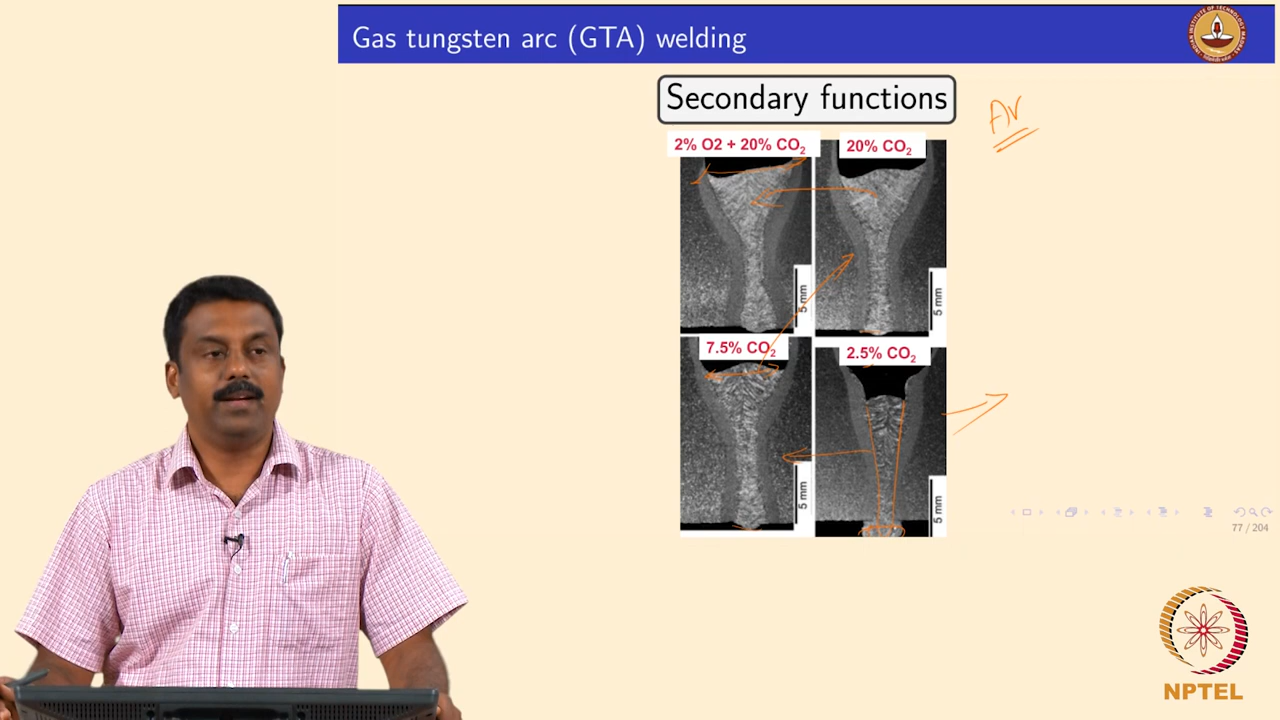 Gas tungsten arc (GTA) welding
Secondary functions
Ar
2% O2 + 20% CO2
20% CO2
5 mm
5 mm
7.5% CO2
2.5% CO2
5 mm
5 mm
77 / 204
NPTEL